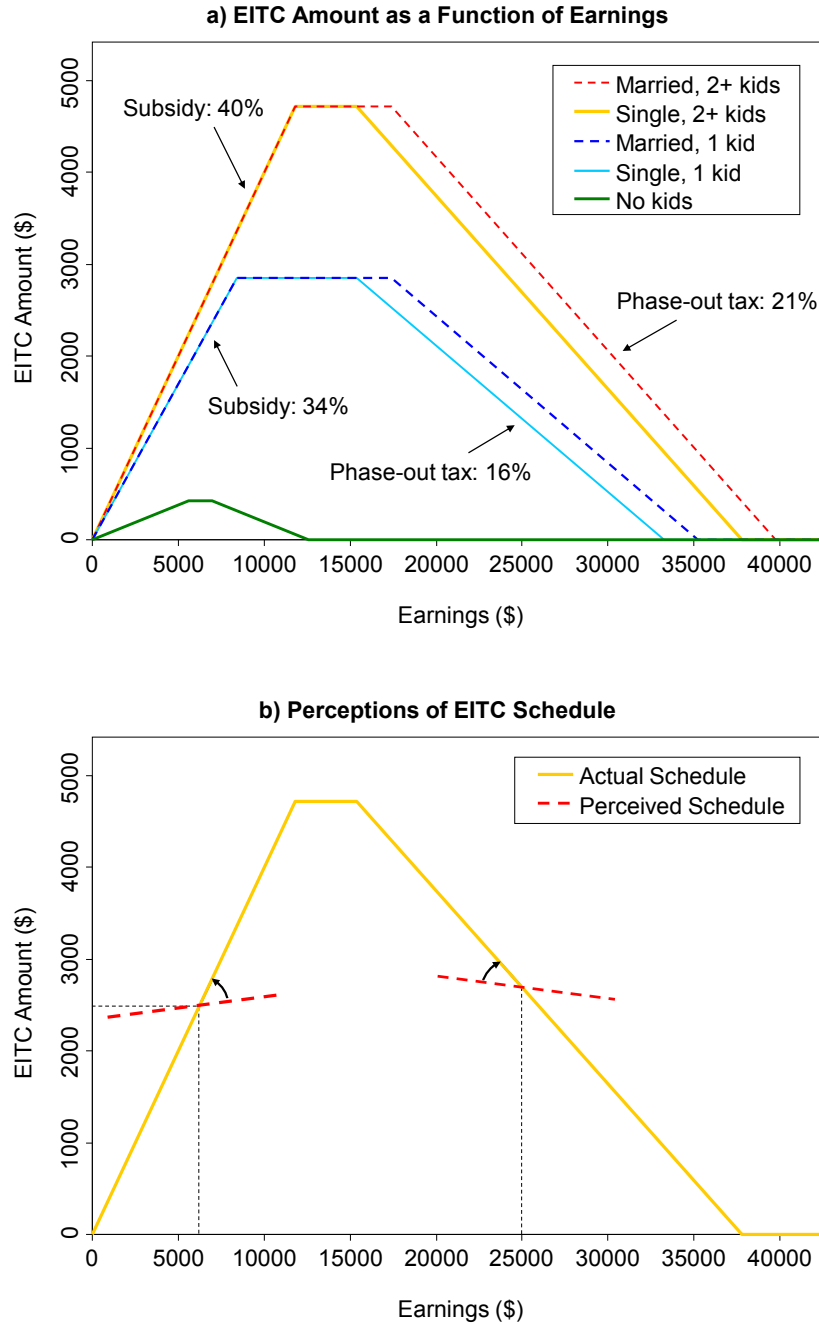 a) EITC Amount as a Function of Earnings
EITC Amount ($)
5000
4000
3000
2000
1000
0
Subsidy: 40%
Married, 2+ kids
Single, 2+ kids
Married, 1 kid
Single, 1 kid
No kids
Phase-out tax: 21%
Subsidy: 34%
Phase-out tax: 16%
0 5000 10000 15000 20000 25000 30000 35000 40000
Earnings ($)
b) Perceptions of EITC Schedule
EITC Amount ($)
5000
4000
3000
2000
1000
0
Actual Schedule
Perceived Schedule
0 5000 10000 15000 20000 25000 30000 35000 40000
Earnings ($)